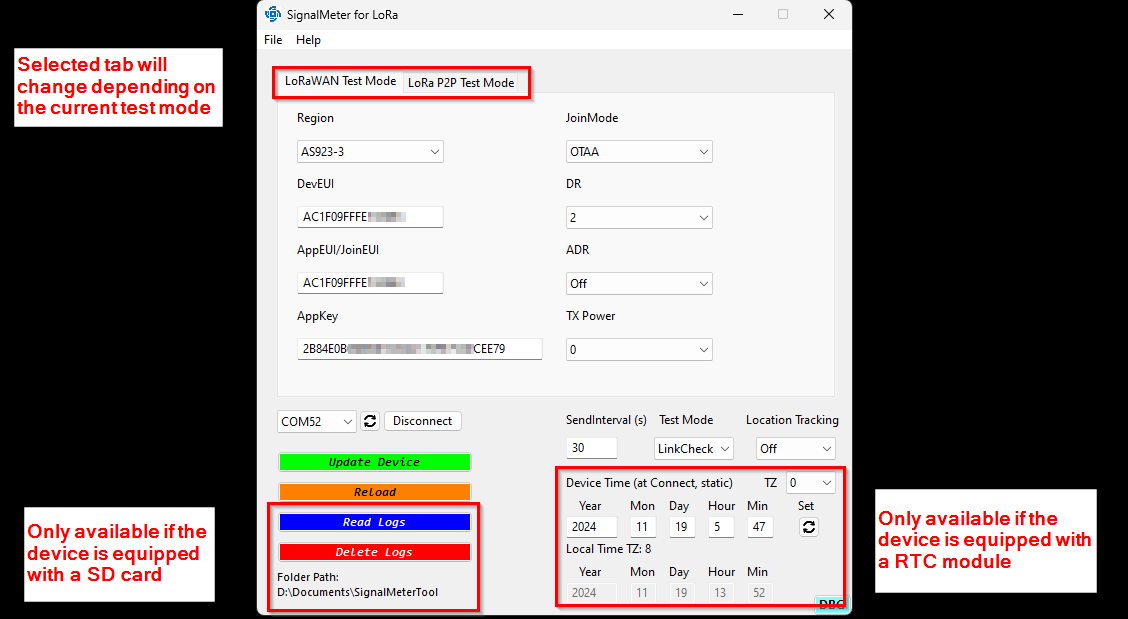 SignalMeter for LoRa
File Help
Selected tab will
change depending on
the current test mode
LoRaWAN Test Mode LoRa P2P Test Mode
Region JoinMode
AS923-3 OTAA
DevEUI DR
AC1F09FFFE 2
AppEUI/JoinEUI ADR
AC1F09FFFE Off
AppKey TX Power
2B84E0B CEE79 0
COM52 Disconnect
SendInterval (s) Test Mode Location Tracking
30 LinkCheck Off
Update Device
Reload
Read Logs
Delete Logs
Folder Path:
D:\Documents\SignalMeterTool
Device Time (at Connect, static) TZ 0
Year Mon Day Hour Min Set
2024 11 19 5 47
Local Time TZ: 8
Year Mon Day Hour Min
2024 11 19 13 52
DBG
Only available if the
device is equipped
with a SD card
Only available if the
device is equipped with
a RTC module